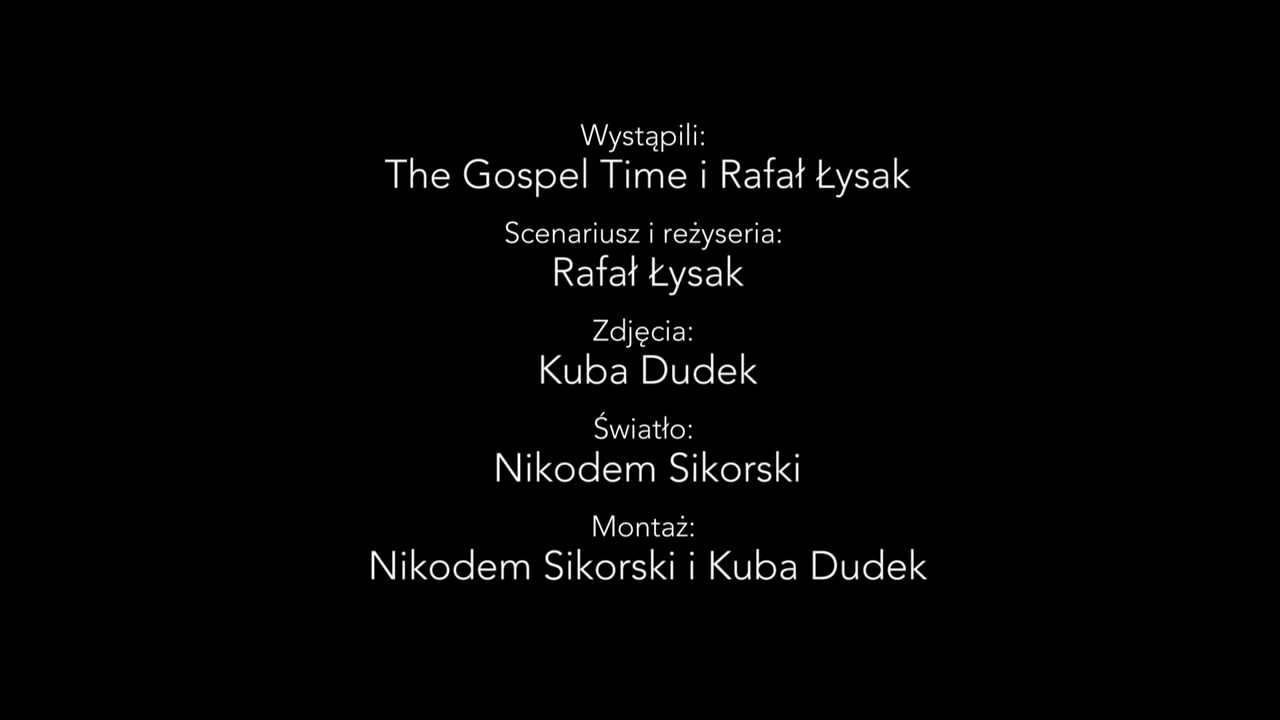 Wystąpili:
The Gospel Time i Rafał Łysak
Scenariusz i reżyseria:
Rafał Łysak
Zdjęcia:
Kuba Dudek
Światło:
Nikodem Sikorski
Montaż:
Nikodem Sikorski i Kuba Dudek